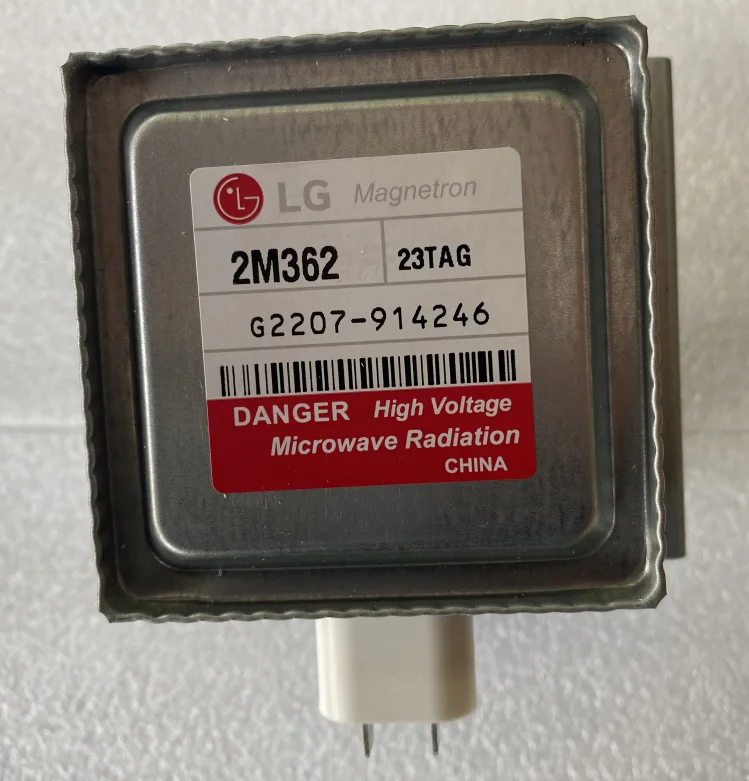 LG Magnetron
2M362 23TAG
G2207-914246
DANGER High Voltage
Microwave Radiation
CHINA